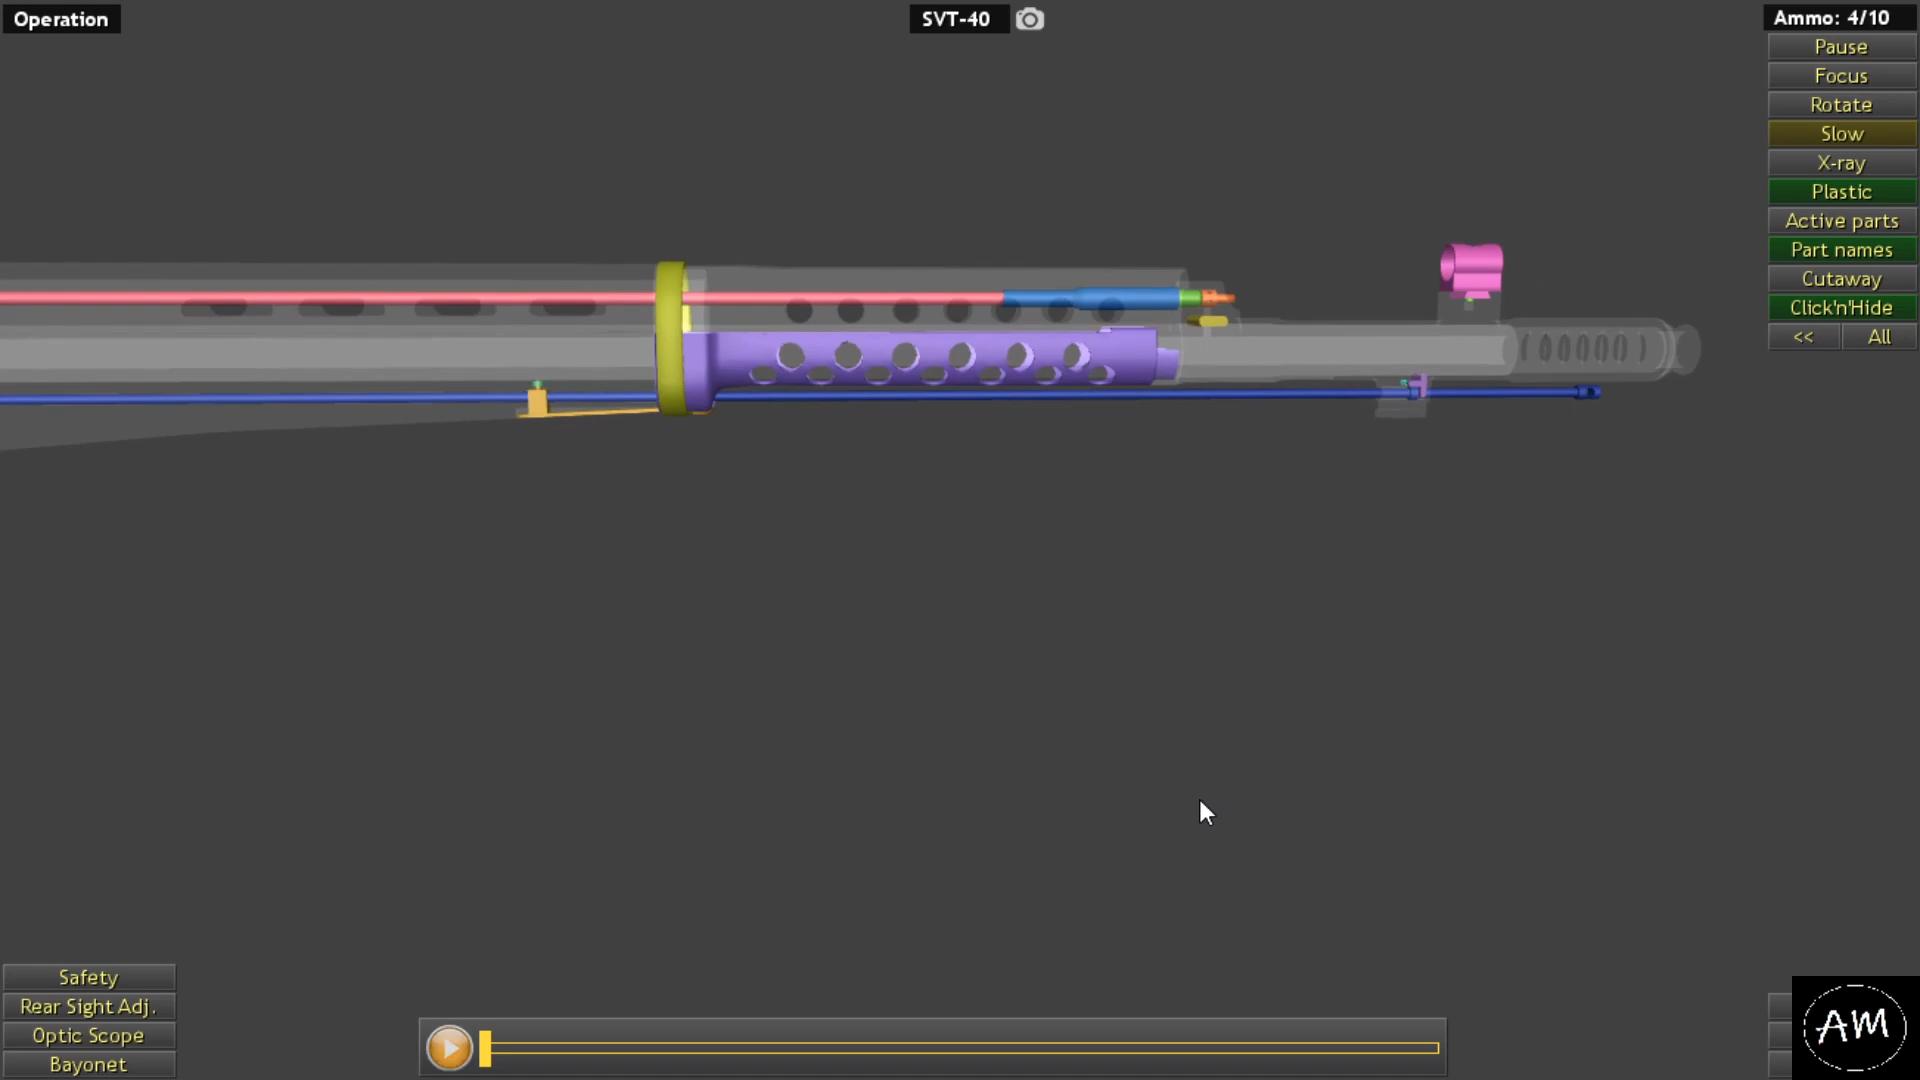 Operation
SVT-40
Ammo: 4/10
Pause
Focus
Rotate
Slow
X-ray
Plastic
Active parts
Part names
Cutaway
Click'n'Hide
<< All
Safety
Rear Sight Adj.
Optic Scope
Bayonet
AM